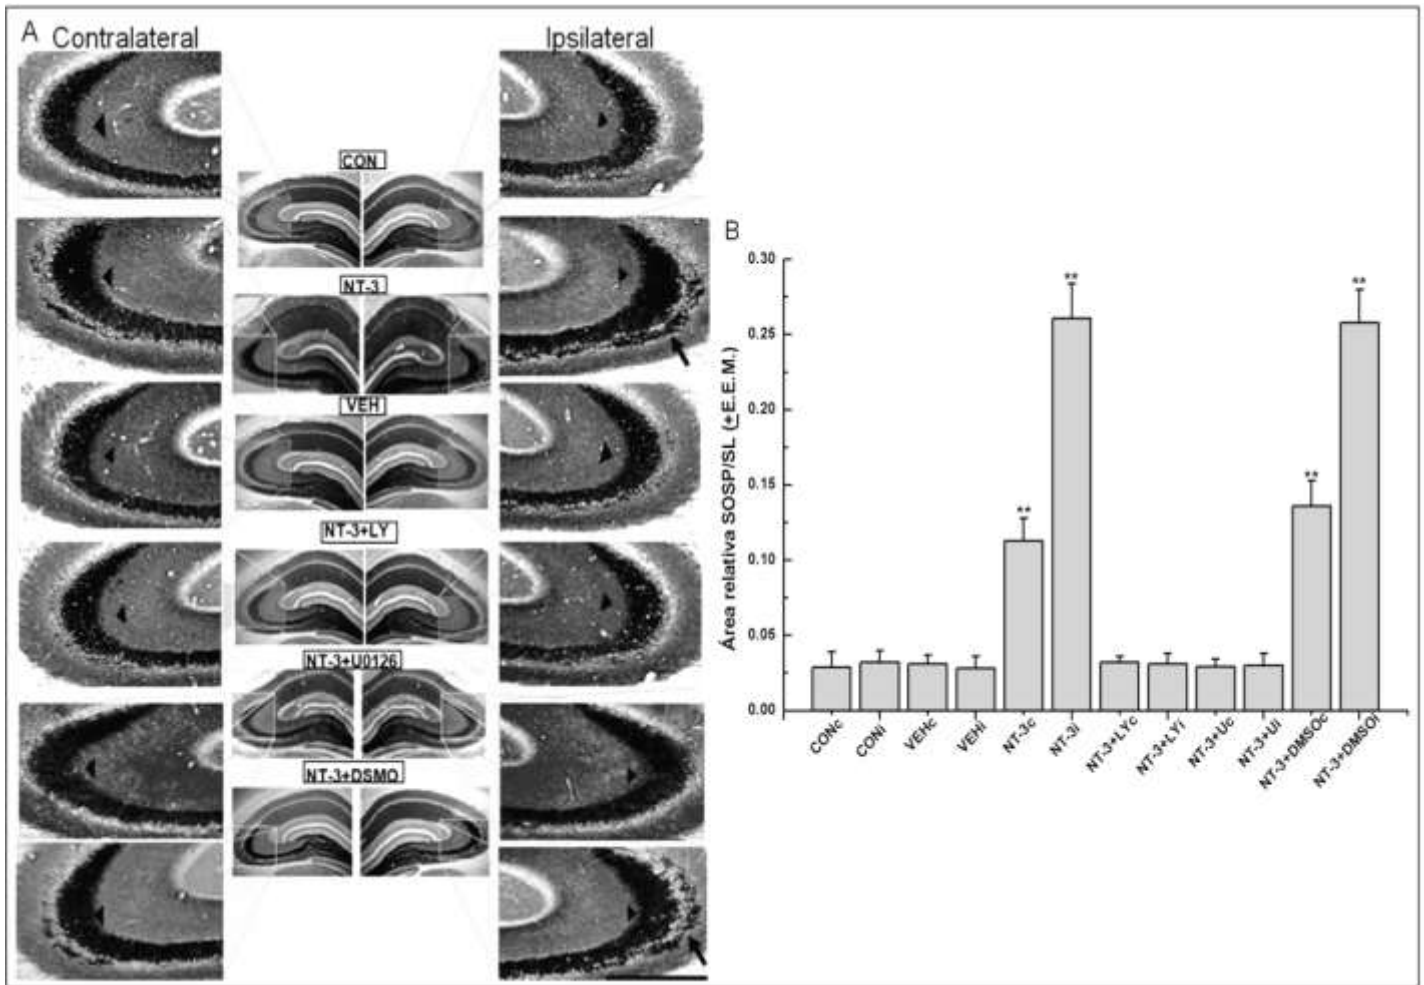 A
Contralateral
Ipsilateral
CON
NT-3
VEH
NT-3+LY
NT-3+U0126
NT-3+DSMO
B
Área relativa SOSP/SL (±E.E.M.)
0.30
0.25
0.20
0.15
0.10
0.05
0.00
**
**
**
**
CONc
CONi
VEHc
VEHi
NT-3c
NT-3i
NT-3+LYc
NT-3+LYi
NT-3+Uc
NT-3+Ui
NT-3+DMSOc
NT-3+DMSOi